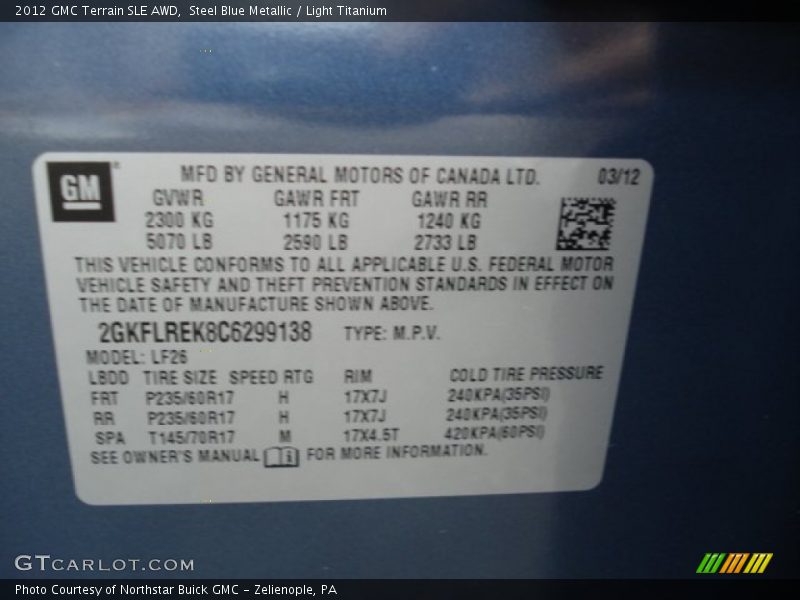 2012 GMC Terrain SLE AWD, Steel Blue Metallic / Light Titanium
GM
MFD BY GENERAL MOTORS OF CANADA LTD. 03/12
GVWR GAWR FRT GAWR RR
2300 KG 1175 KG 1240 KG
5070 LB 2590 LB 2733 LB
THIS VEHICLE CONFORMS TO ALL APPLICABLE U.S. FEDERAL MOTOR
VEHICLE SAFETY AND THEFT PREVENTION STANDARDS IN EFFECT ON
THE DATE OF MANUFACTURE SHOWN ABOVE.
2GKFLREK8C6299138 TYPE: M.P.V.
MODEL: LF26
LBDO TIRE SIZE SPEED RTG RIM COLD TIRE PRESSURE
FRT P235/60R17 H 17X7J 240KPA(35PSI)
RR P235/60R17 H 17X7J 240KPA(35PSI)
SPA T145/70R17 M 17X4.5T 420KPA(60PSI)
SEE OWNER'S MANUAL i FOR MORE INFORMATION.
GTCARLOT.COM
Photo Courtesy of Northstar Buick GMC - Zelienople, PA